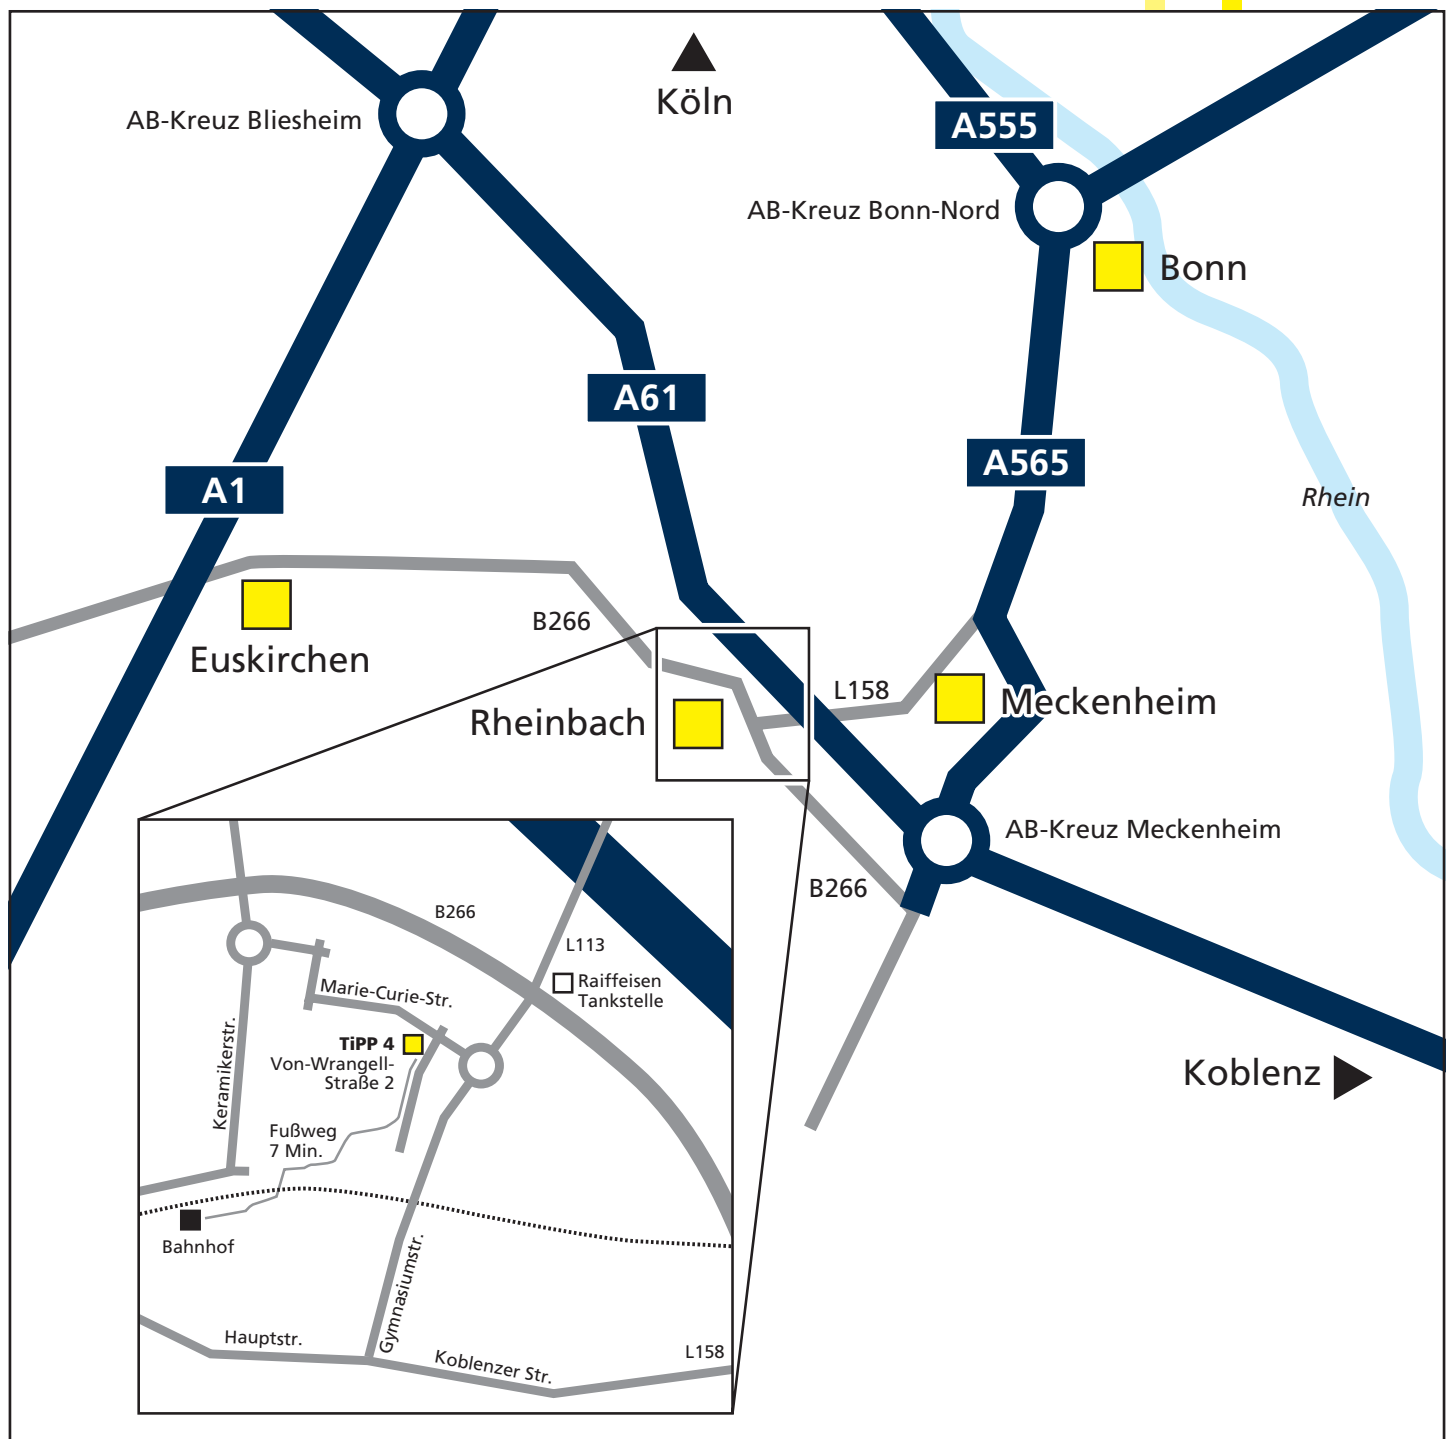 Köln
AB-Kreuz Bliesheim
A555
AB-Kreuz Bonn-Nord
Bonn
A61
A565
A1
Rhein
B266
Euskirchen
L158
Meckenheim
Rheinbach
AB-Kreuz Meckenheim
B266
Koblenz
B266
L113
Raiffeisen
Tankstelle
Marie-Curie-Str.
Keramikerstr.
TiPP 4
Von-Wrangell-
Straße 2
Fußweg
7 Min.
Bahnhof
Gymnasiumstr.
Hauptstr.
Koblenzer Str.
L158